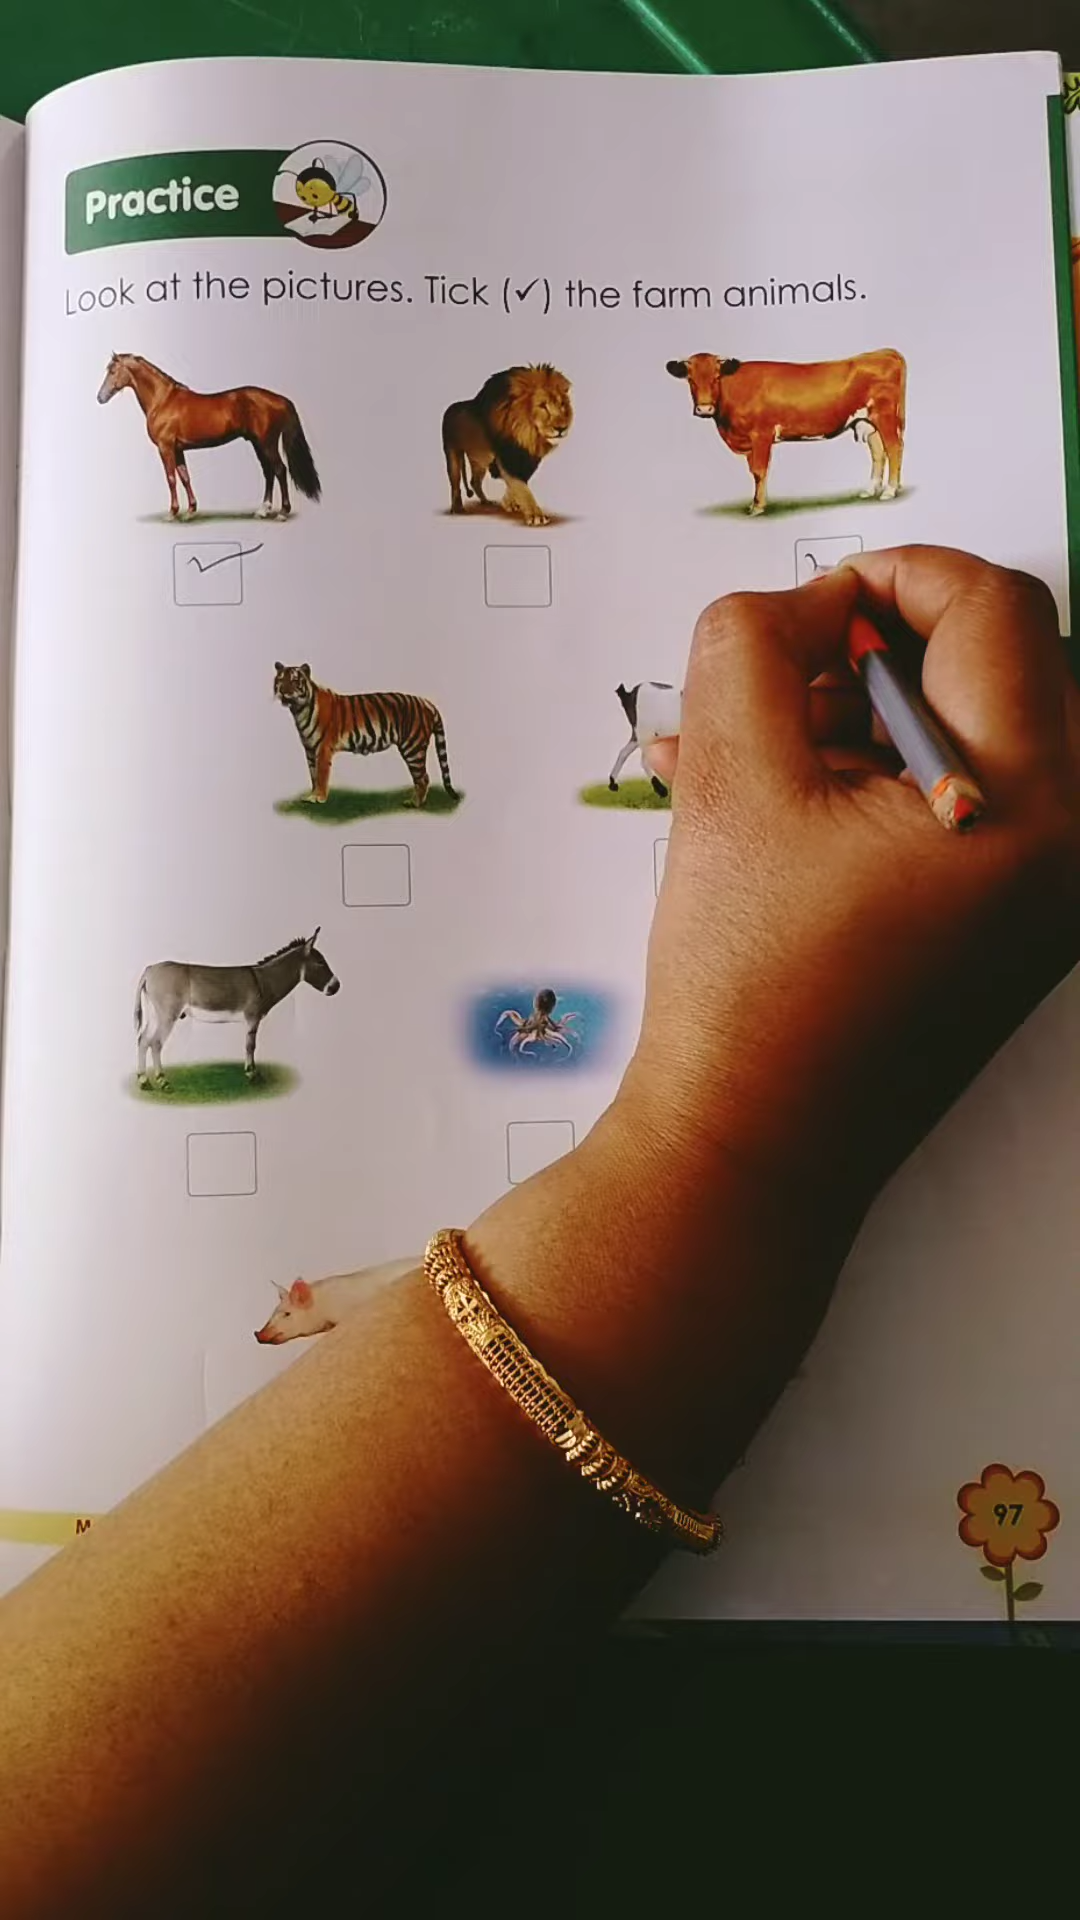 Practice
Look at the pictures. Tick (✓) the farm animals.
97